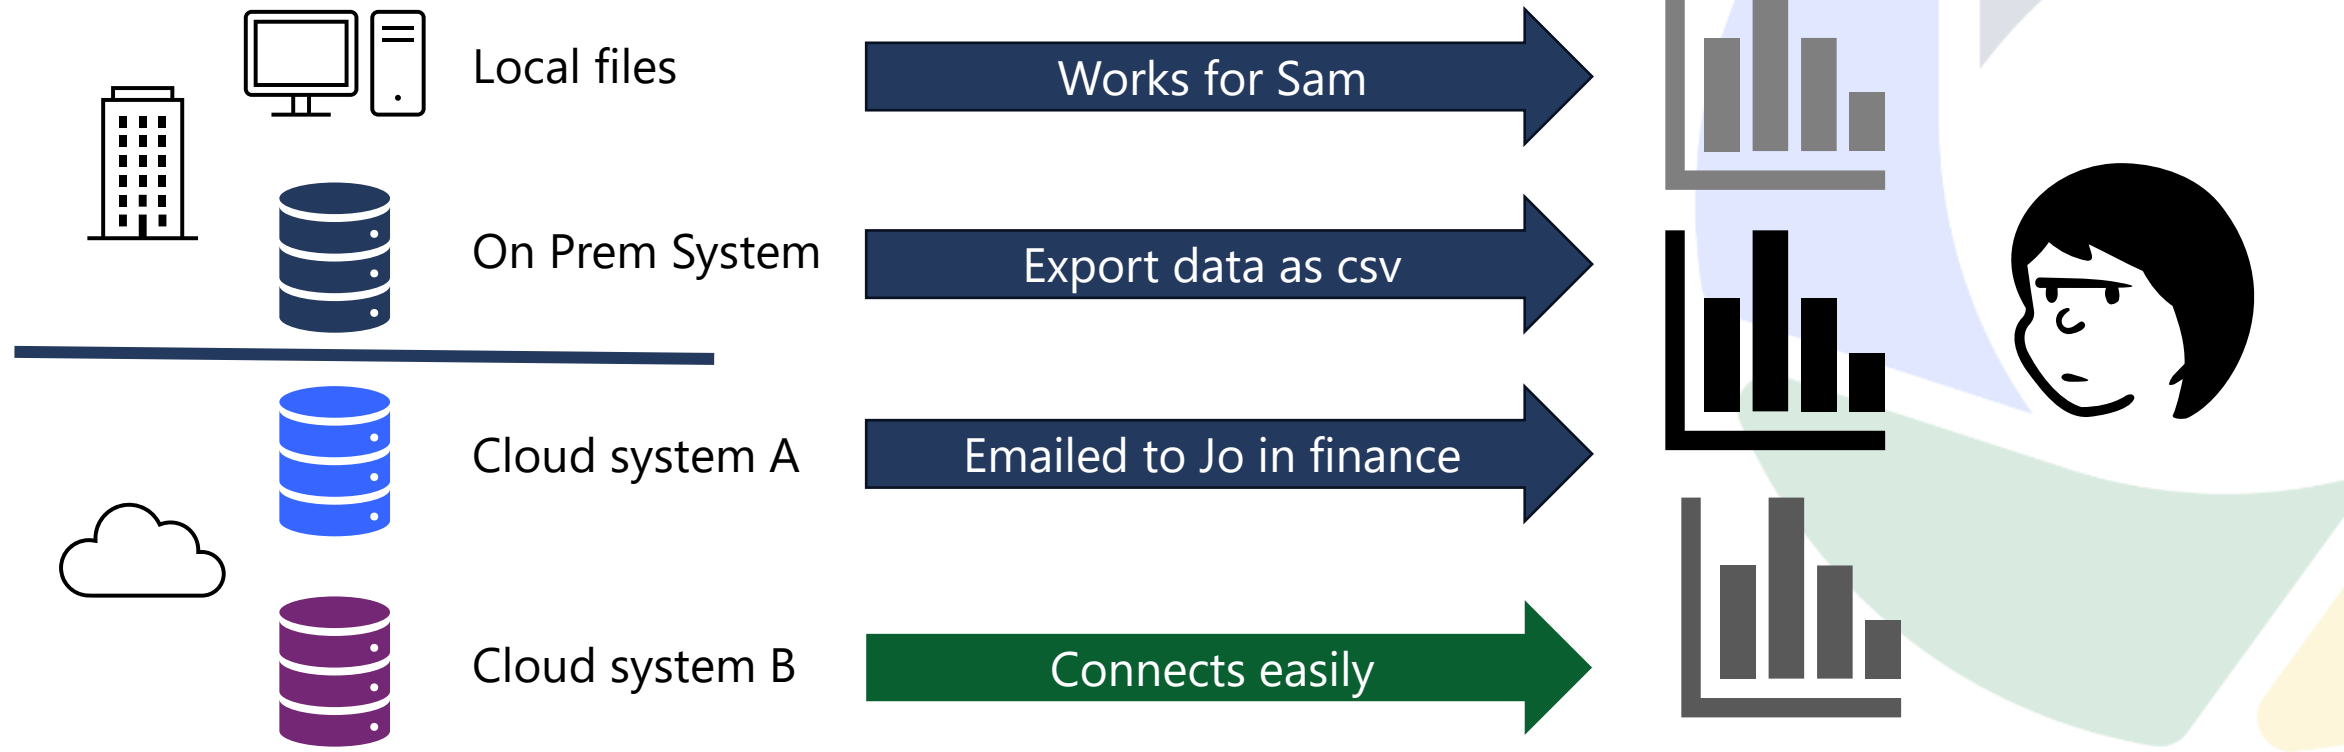 Local files
Works for Sam
On Prem System
Export data as csv
Cloud system A
Emailed to Jo in finance
Cloud system B
Connects easily